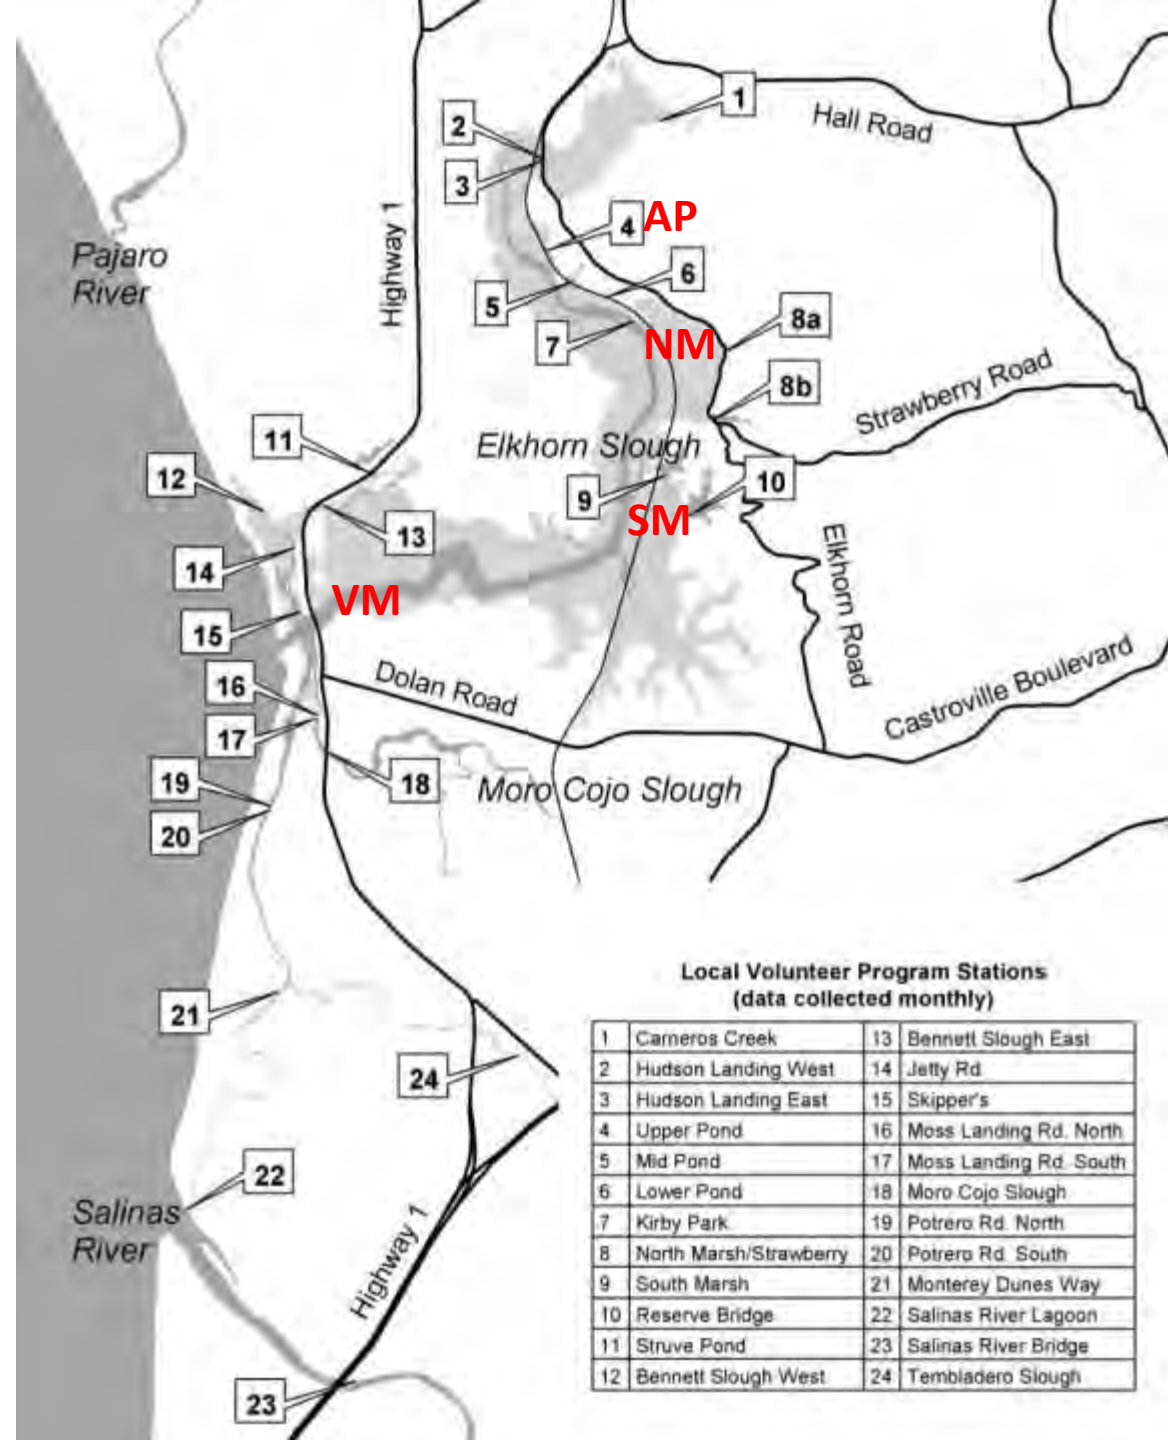 1
Hall Road
2
3
4
AP
Highway 1
Pajaro
River
6
5
8a
7
NM
8b
Strawberry Road
11
Elkhorn Slough
12
10
9
SM
13
14
Elkhorn Road
VM
15
Dolan Road
Castroville Boulevard
16
17
18
Moro Cojo Slough
19
20
21
24
22
Salinas
River
Highway 1
23
Local Volunteer Program Stations
(data collected monthly)
1 Carneros Creek 13 Bennett Slough East
2 Hudson Landing West 14 Jetty Rd
3 Hudson Landing East 15 Skipper's
4 Upper Pond 16 Moss Landing Rd. North
5 Mid Pond 17 Moss Landing Rd. South
6 Lower Pond 18 Moro Cojo Slough
7 Kirby Park 19 Potrero Rd. North
8 North Marsh/Strawberry 20 Potrero Rd. South
9 South Marsh 21 Monterey Dunes Way
10 Reserve Bridge 22 Salinas River Lagoon
11 Struve Pond 23 Salinas River Bridge
12 Bennett Slough West 24 Tembladero Slough